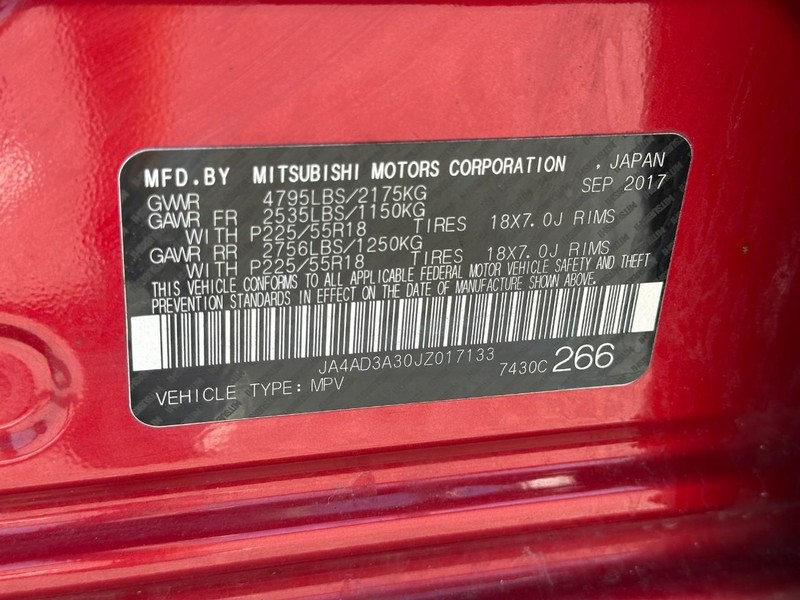 MFD.BY MITSUBISHI MOTORS CORPORATION , JAPAN
SEP 2017
GVWR 4795LBS/2175KG
GAWR FR 2535LBS/1150KG
WITH P225/55R18 TIRES 18X7.0J RIMS
GAWR RR 2756LBS/1250KG
WITH P225/55R18 TIRES 18X7.0J RIMS
THIS VEHICLE CONFORMS TO ALL APPLICABLE FEDERAL MOTOR VEHICLE SAFETY AND THEFT
PREVENTION STANDARDS IN EFFECT ON THE DATE OF MANUFACTURE SHOWN ABOVE.
JA4AD3A30JZ017133
7430C 266
VEHICLE TYPE: MPV